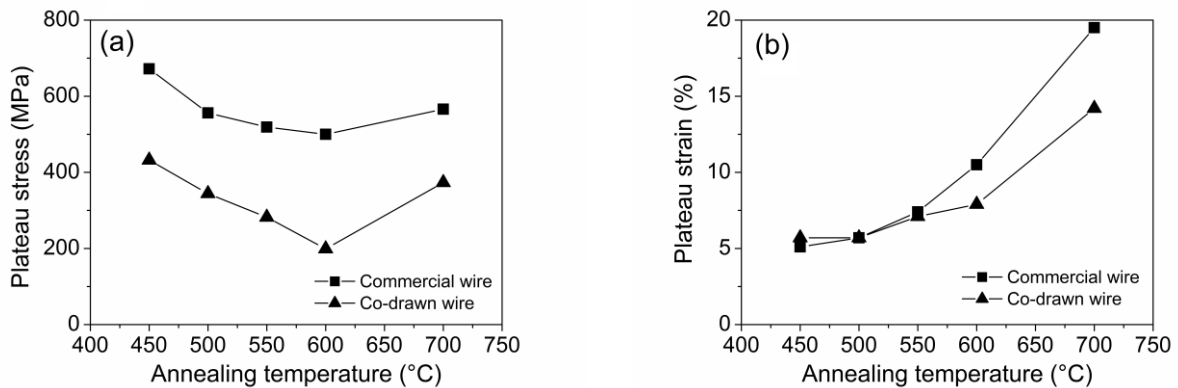 (a)
Plateau stress (MPa)
800
600
400
200
0
Commercial wire
Co-drawn wire
400 450 500 550 600 650 700 750
Annealing temperature (°C)
(b)
Plateau strain (%)
20
15
10
5
0
Commercial wire
Co-drawn wire
400 450 500 550 600 650 700 750
Annealing temperature (°C)